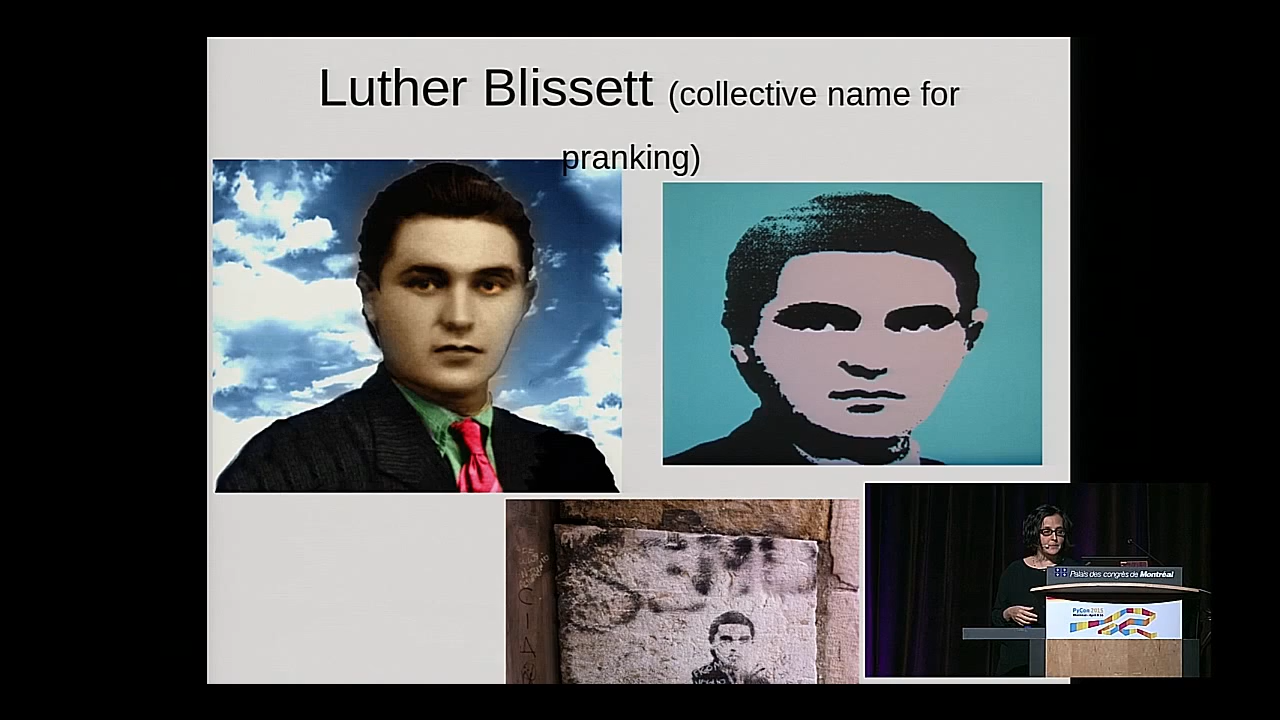 Luther Blissett (collective name for
pranking)
Palais des congrès de Montréal
PyCon 2015